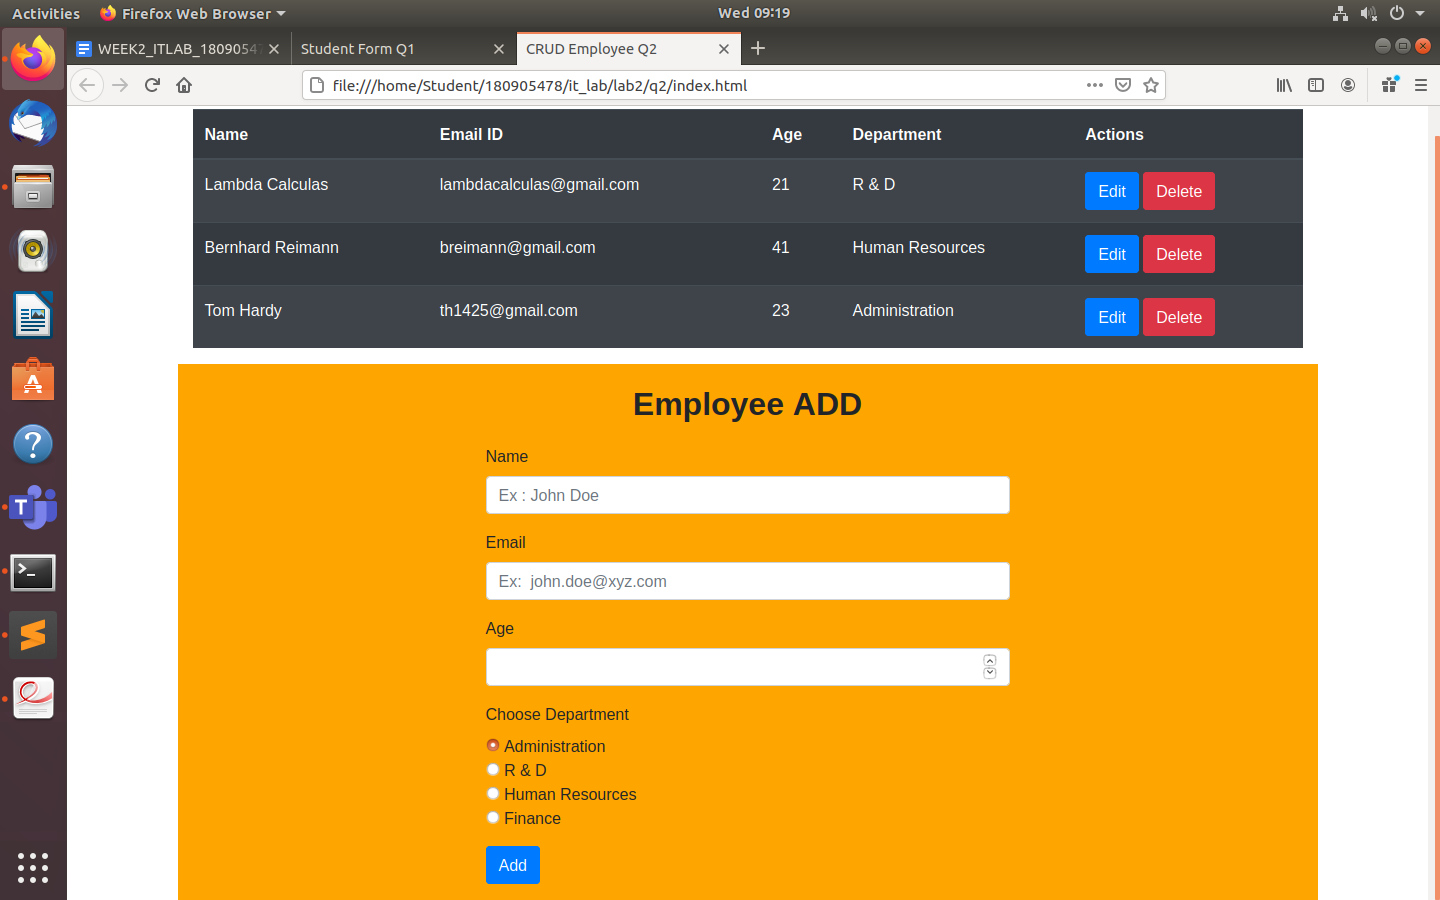 Activities Firefox Web Browser Wed 09:19
WEEK2_ITLAB_18090547 Student Form Q1 CRUD Employee Q2
file:///home/Student/180905478/it_lab/lab2/q2/index.html
Name Email ID Age Department Actions
Lambda Calculas lambdacalculas@gmail.com 21 R & D Edit Delete
Bernhard Reimann breimann@gmail.com 41 Human Resources Edit Delete
Tom Hardy th1425@gmail.com 23 Administration Edit Delete
Employee ADD
Name
Ex : John Doe
Email
Ex: john.doe@xyz.com
Age
Choose Department
Administration
R & D
Human Resources
Finance
Add